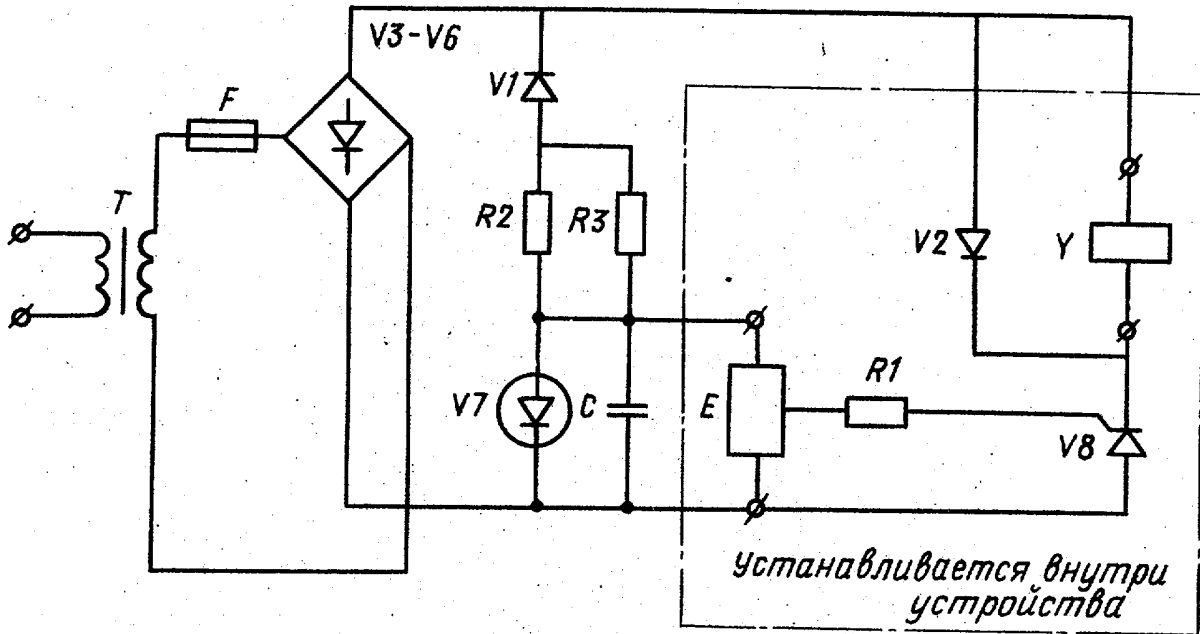 V3-V6
V1
F
T
R2
R3
V2
Y
R1
V7
C
E
V8
Устанавливается внутри
устройства